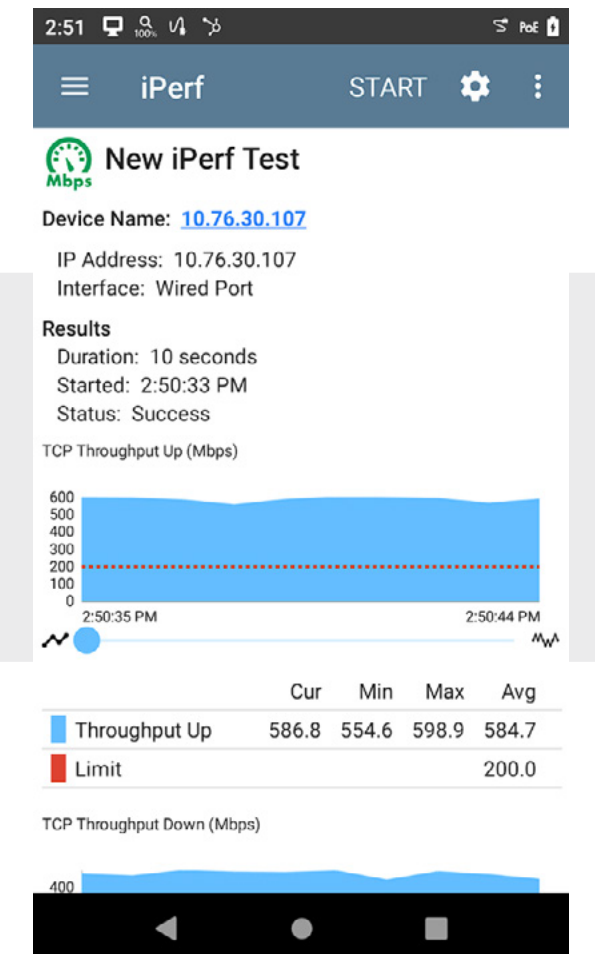 2:51 100% PoE
iPerf START
Mbps New iPerf Test
Device Name: 10.76.30.107
IP Address: 10.76.30.107
Interface: Wired Port
Results
Duration: 10 seconds
Started: 2:50:33 PM
Status: Success
TCP Throughput Up (Mbps)
600
500
400
300
200
100
0
2:50:35 PM 2:50:44 PM
Cur Min Max Avg
Throughput Up 586.8 554.6 598.9 584.7
Limit 200.0
TCP Throughput Down (Mbps)
400